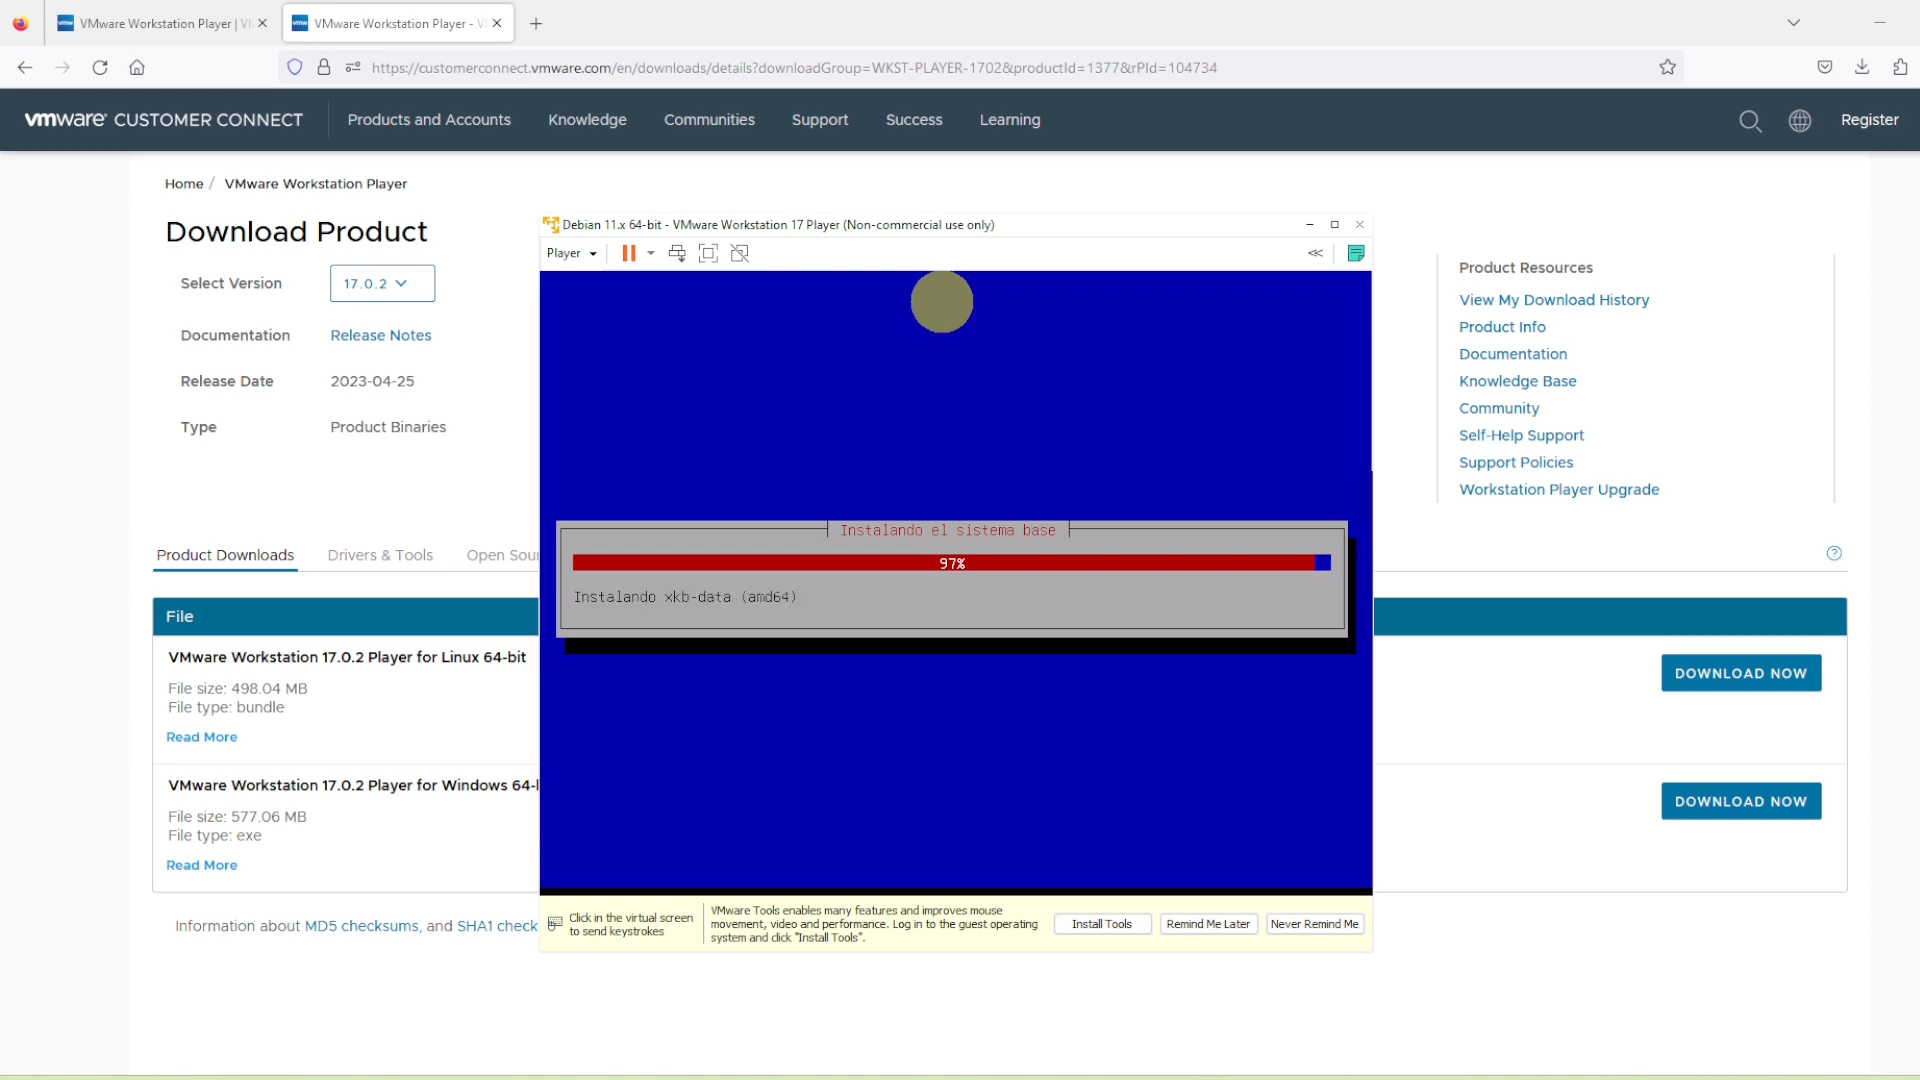 VMware Workstation Player | V
VMware Workstation Player - V
https://customerconnect.vmware.com/en/downloads/details?downloadGroup=WKST-PLAYER-1702&productId=1377&rPId=104734
vmware CUSTOMER CONNECT
Products and Accounts
Knowledge
Communities
Support
Success
Learning
Register
Home / VMware Workstation Player
Download Product
Select Version
17.0.2
Documentation
Release Notes
Release Date
2023-04-25
Type
Product Binaries
Debian 11.x 64-bit - VMware Workstation 17 Player (Non-commercial use only)
Player
Instalando el sistema base
97%
Instalando xkb-data (amd64)
Click in the virtual screen
to send keystrokes
VMware Tools enables many features and improves mouse
movement, video and performance. Log in to the guest operating
system and click "Install Tools".
Install Tools
Remind Me Later
Never Remind Me
Product Resources
View My Download History
Product Info
Documentation
Knowledge Base
Community
Self-Help Support
Support Policies
Workstation Player Upgrade
Product Downloads
Drivers & Tools
Open Sou
File
VMware Workstation 17.0.2 Player for Linux 64-bit
File size: 498.04 MB
File type: bundle
Read More
DOWNLOAD NOW
VMware Workstation 17.0.2 Player for Windows 64-
File size: 577.06 MB
File type: exe
Read More
DOWNLOAD NOW
Information about MD5 checksums, and SHA1 check